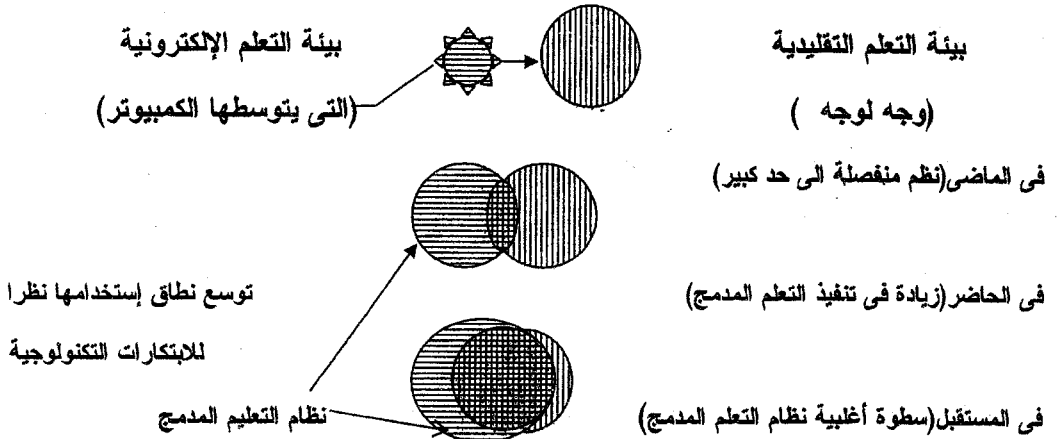 بيئة التعلم التقليدية
بيئة التعلم الإلكترونية
(وجه لوجه )
(التى يتوسطها الكمبيوتر)
فى الماضى(نظم منفصلة الى حد كبير)
فى الحاضر(زيادة فى تنفيذ التعلم المدمج)
توسع نطاق إستخدامها نظرا
للابتكارات التكنولوجية
فى المستقبل(سطوة أغلبية نظام التعلم المدمج)
نظام التعليم المدمج